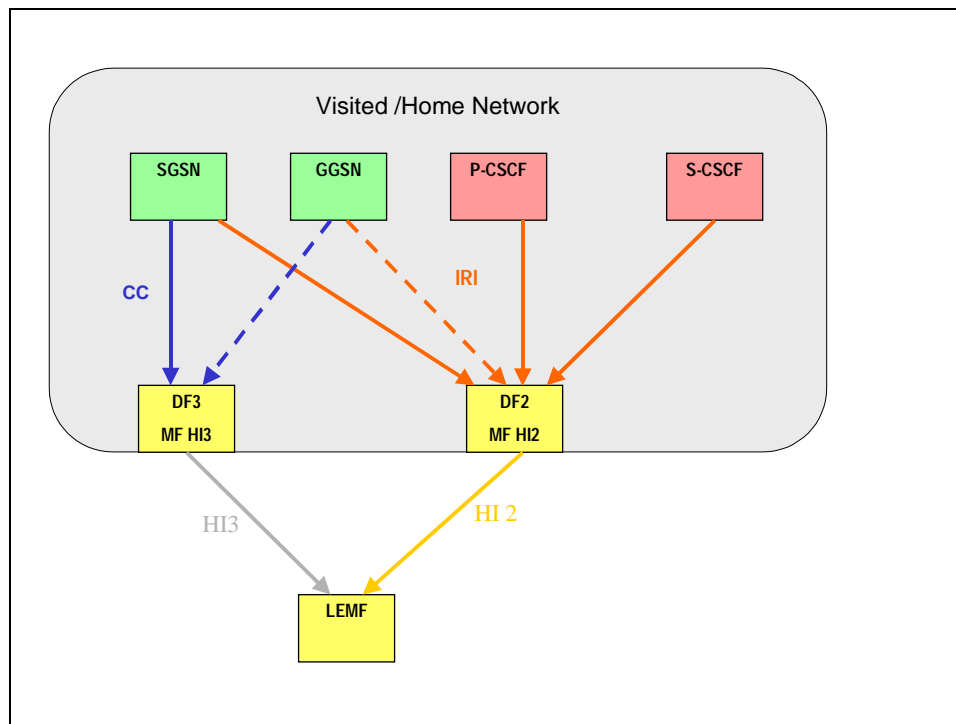 Visited /Home Network
SGSN
GGSN
P-CSCF
S-CSCF
CC
IRI
DF3
MF HI3
DF2
MF HI2
HI3
HI 2
LEMF